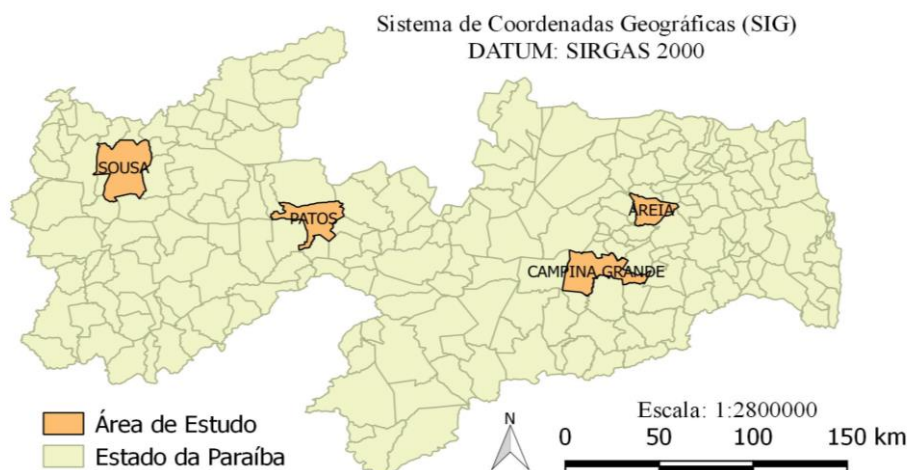 Sistema de Coordenadas Geográficas (SIG)
DATUM: SIRGAS 2000
SOUSA
PATOS
AREIA
CAMPINA GRANDE
Área de Estudo
Estado da Paraíba
N
Escala: 1:2800000
0 50 100 150 km